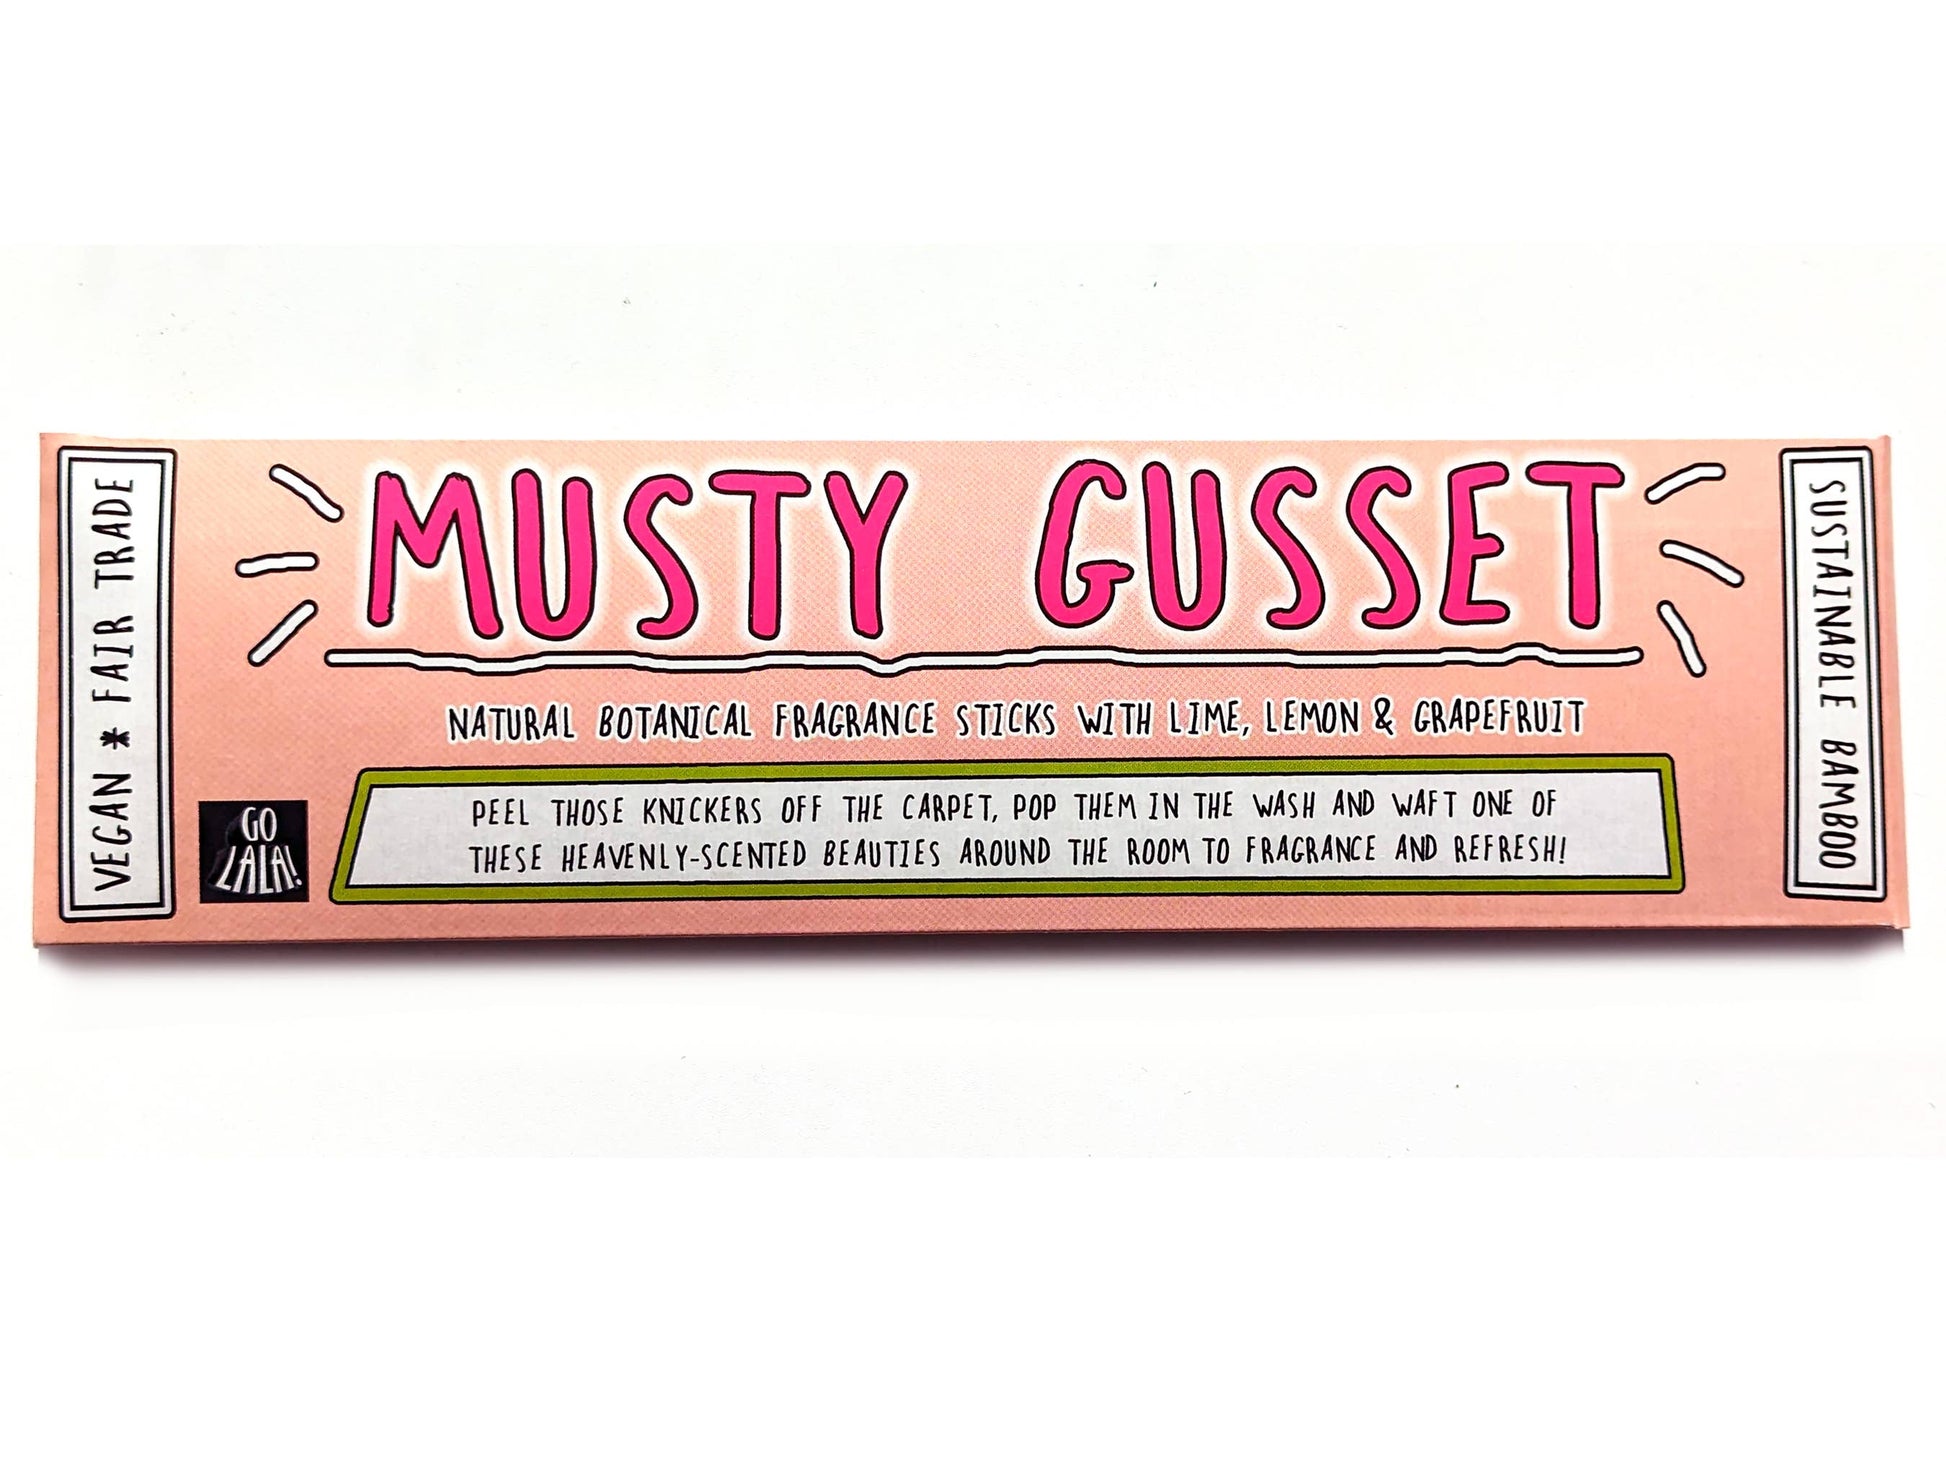 VEGAN * FAIR TRADE
MUSTY GUSSET
NATURAL BOTANICAL FRAGRANCE STICKS WITH LIME, LEMON & GRAPEFRUIT
PEEL THOSE KNICKERS OFF THE CARPET, POP THEM IN THE WASH AND WAFT ONE OF
THESE HEAVENLY-SCENTED BEAUTIES AROUND THE ROOM TO FRAGRANCE AND REFRESH!
GO
LALA!
SUSTAINABLE BAMBOO